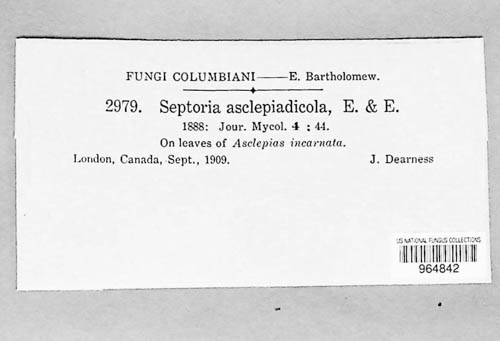 FUNGI COLUMBIANI——E. Bartholomew.
2979. Septoria asclepiadicola, E. & E.
1888: Jour. Mycol. 4 : 44.
On leaves of Asclepias incarnata.
London, Canada, Sept., 1909. J. Dearness
US NATIONAL FUNGUS COLLECTIONS
964842